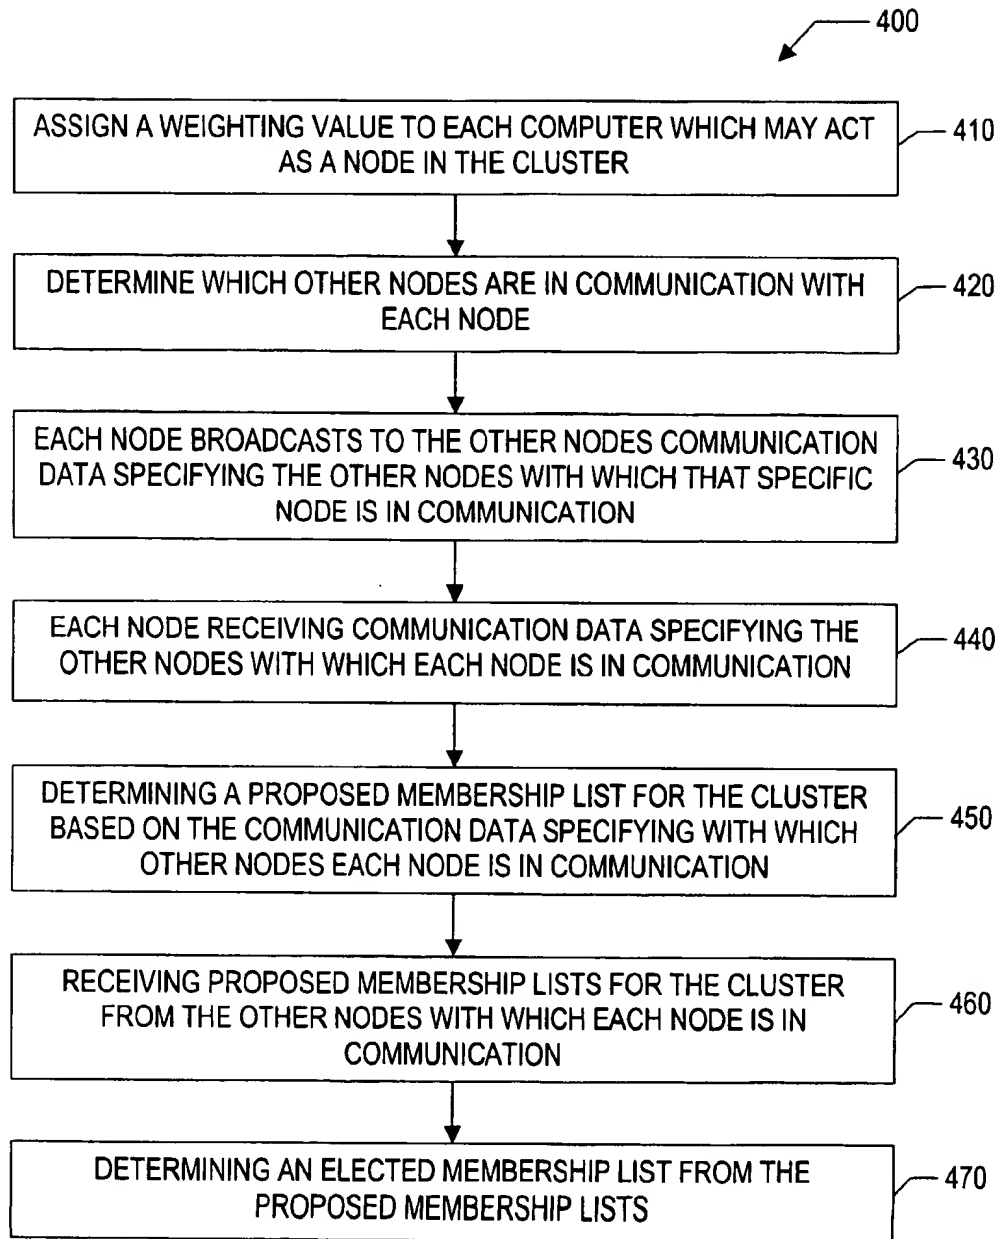 400
ASSIGN A WEIGHTING VALUE TO EACH COMPUTER WHICH MAY ACT
AS A NODE IN THE CLUSTER
410
DETERMINE WHICH OTHER NODES ARE IN COMMUNICATION WITH
EACH NODE
420
EACH NODE BROADCASTS TO THE OTHER NODES COMMUNICATION
DATA SPECIFYING THE OTHER NODES WITH WHICH THAT SPECIFIC
NODE IS IN COMMUNICATION
430
EACH NODE RECEIVING COMMUNICATION DATA SPECIFYING THE
OTHER NODES WITH WHICH EACH NODE IS IN COMMUNICATION
440
DETERMINING A PROPOSED MEMBERSHIP LIST FOR THE CLUSTER
BASED ON THE COMMUNICATION DATA SPECIFYING WITH WHICH
OTHER NODES EACH NODE IS IN COMMUNICATION
450
RECEIVING PROPOSED MEMBERSHIP LISTS FOR THE CLUSTER
FROM THE OTHER NODES WITH WHICH EACH NODE IS IN
COMMUNICATION
460
DETERMINING AN ELECTED MEMBERSHIP LIST FROM THE
PROPOSED MEMBERSHIP LISTS
470